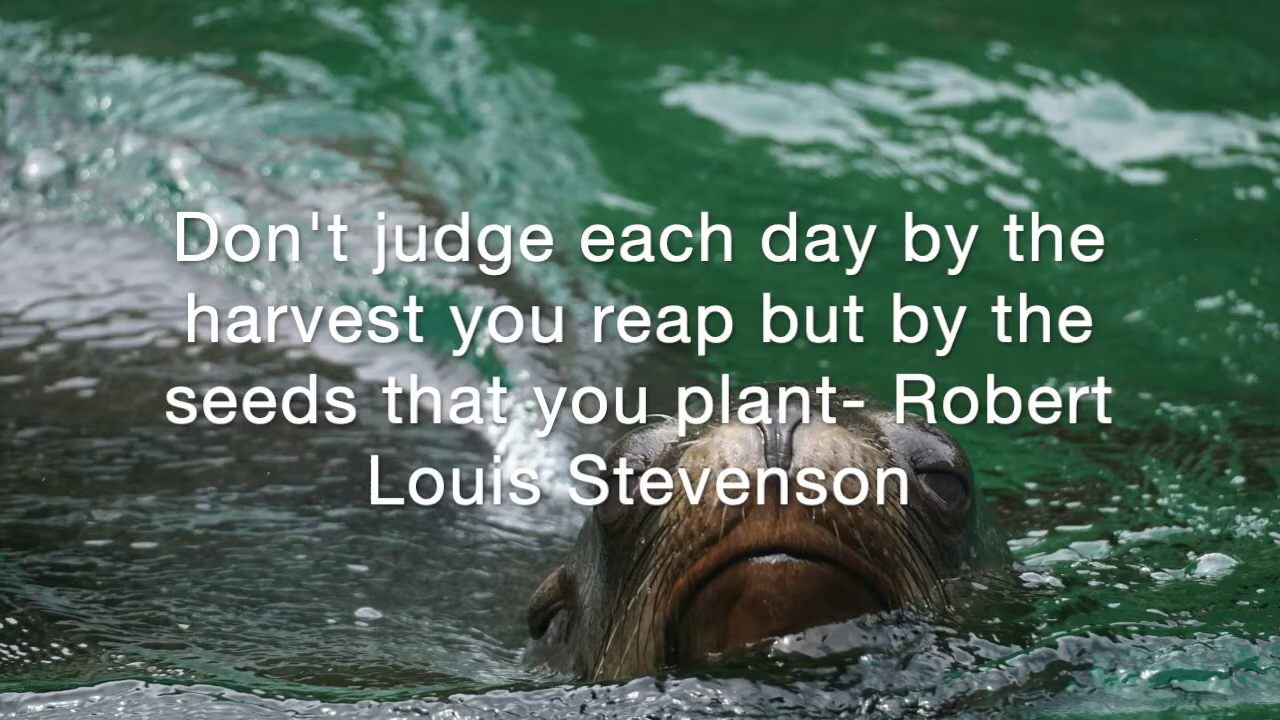 Don't judge each day by the
harvest you reap but by the
seeds that you plant- Robert
Louis Stevenson